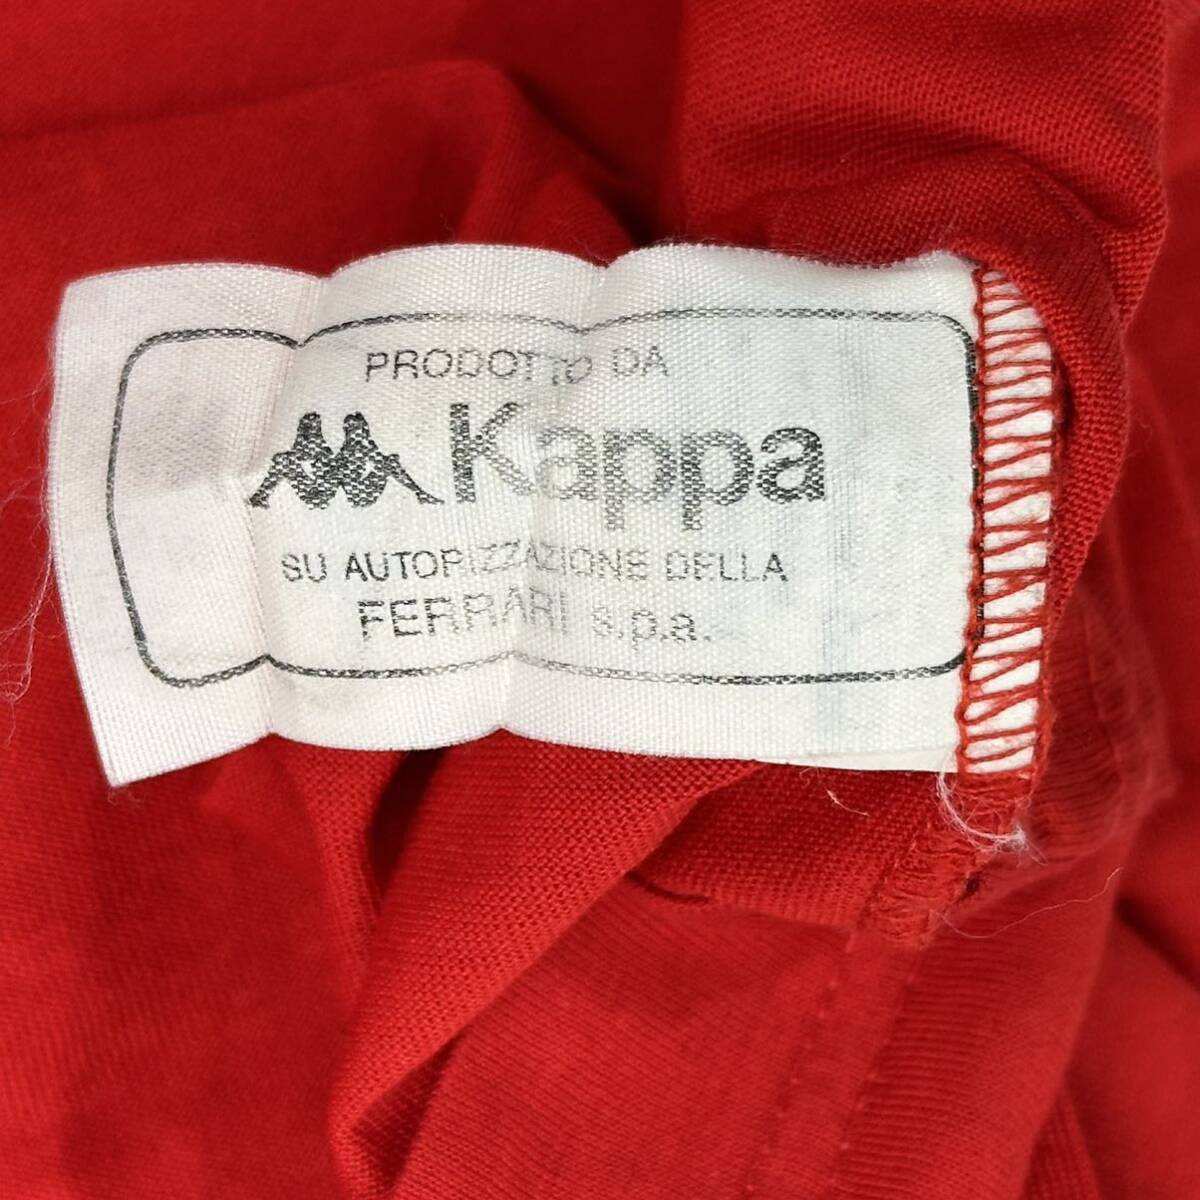 PRODOTTO DA
Kappa
SU AUTORIZZAZIONE DELLA
FERRARI s.p.a.